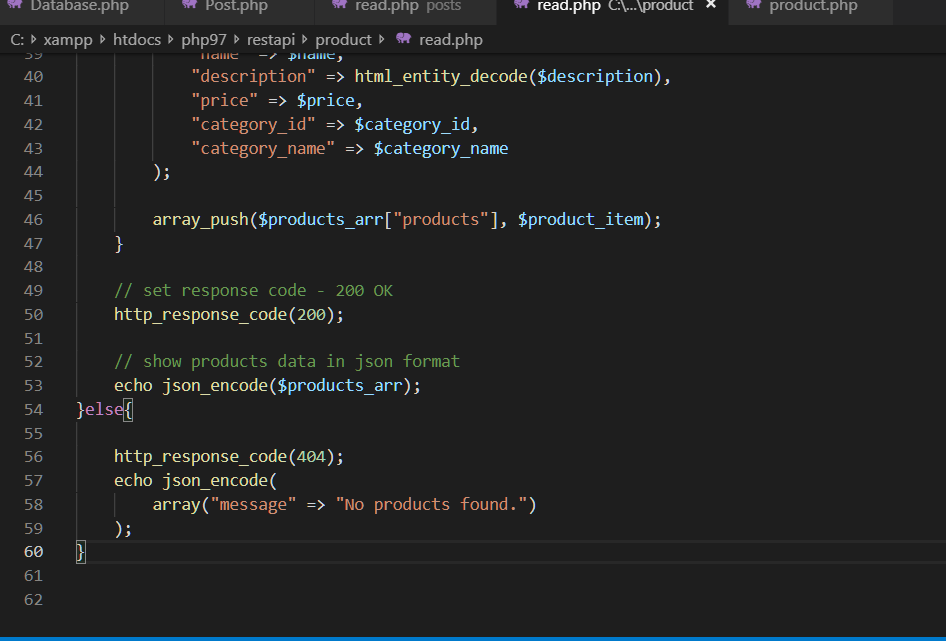 Database.php Post.php read.php posts read.php C:\...\product × product.php
C: > xampp > htdocs > php97 > restapi > product > read.php
39 "name" => $name,
40 "description" => html_entity_decode($description),
41 "price" => $price,
42 "category_id" => $category_id,
43 "category_name" => $category_name
44 );
45
46 array_push($products_arr["products"], $product_item);
47 }
48
49 // set response code - 200 OK
50 http_response_code(200);
51
52 // show products data in json format
53 echo json_encode($products_arr);
54 }else{
55
56 http_response_code(404);
57 echo json_encode(
58 array("message" => "No products found.")
59 );
60 }
61
62